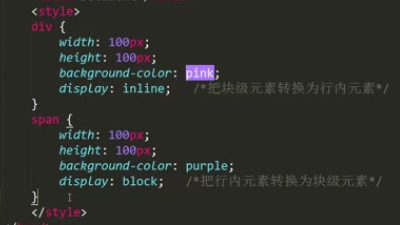 <style>
div {
width: 100px;
height: 100px;
background-color: pink;
display: inline; /*把块级元素转换为行内元素*/
}
span {
width: 100px;
height: 100px;
background-color: purple;
display: block; /*把行内元素转换为块级元素*/
}
</style>